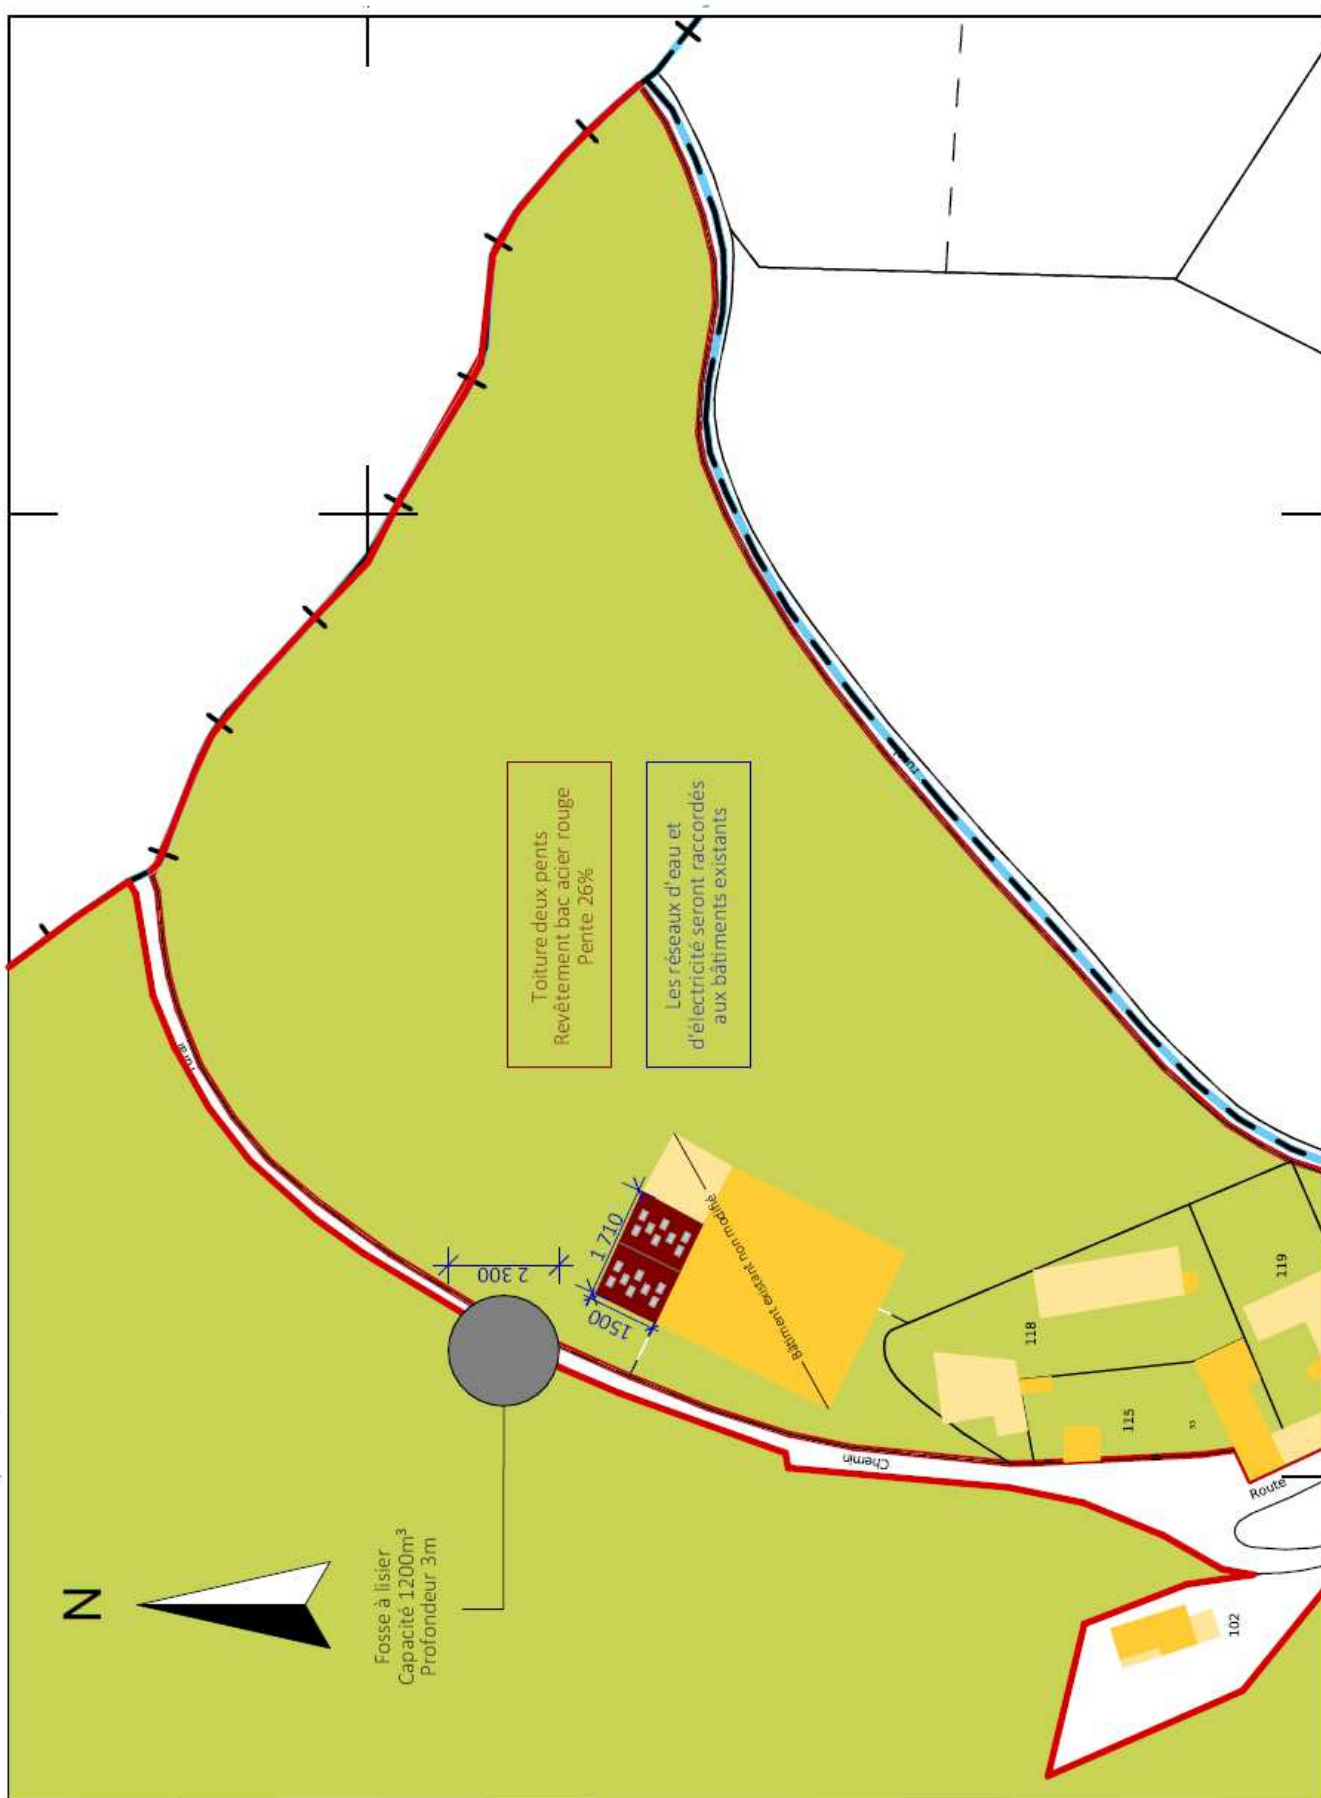 N
Fosse à lisier
Capacité 1200m³
Profondeur 3m
Toiture deux pents
Revêtement bac acier rouge
Pente 26%
Les réseaux d'eau et
d'électricité seront raccordés
aux bâtiments existants
2 300
1 710
1500
Bâtiment existant non modifié
Chemin
Route
118
119
115
102